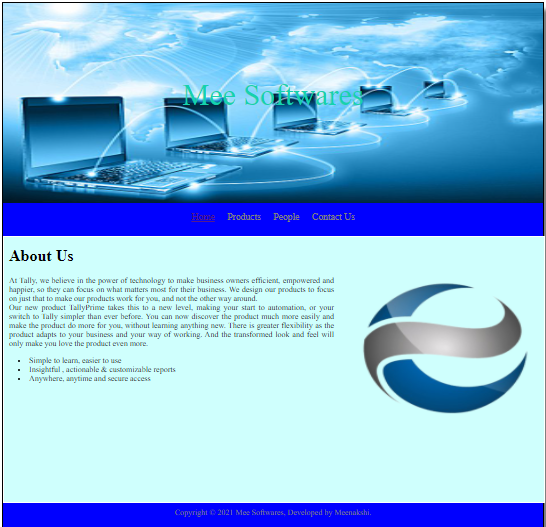 Mee Softwares
Home Products People Contact Us
About Us
At Tally, we believe in the power of technology to make business owners efficient, empowered and
happier, so they can focus on what matters most for their business. We design our products to focus
on just that to make our products work for you, and not the other way around.
Our new product TallyPrime takes this to a new level, making your start to automation, or your
switch to Tally simpler than ever before. You can now discover the product much more easily and
make the product do more for you, without learning anything new. There is greater flexibility as the
product adapts to your business and your way of working. And the transformed look and feel will
only make you love the product even more.
• Simple to learn, easier to use
• Insightful , actionable & customizable reports
• Anywhere, anytime and secure access
Copyright © 2021 Mee Softwares, Developed by Meenakshi.